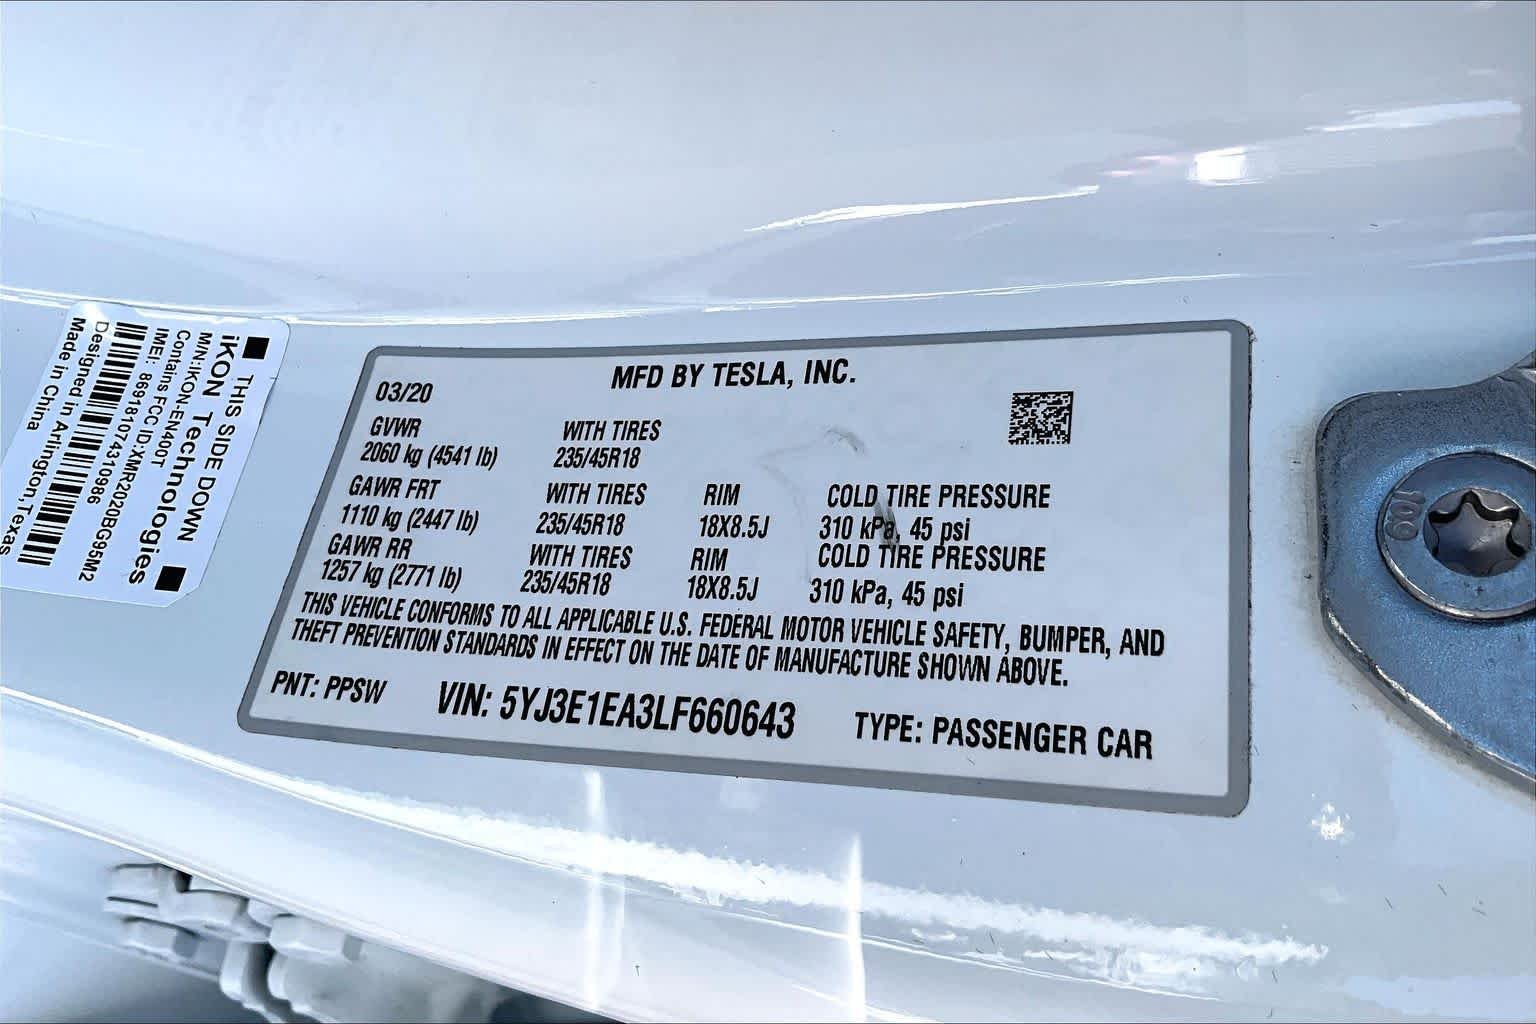 THIS SIDE DOWN
iKON Technologies
M/N:IKON-EN400T
Contains FCC ID:XMR2020BG95M2
IMEI: 869181074310986
Designed in Arlington,Texas
Made in China
MFD BY TESLA, INC.
03/20
GVWR WITH TIRES
2060 kg (4541 lb) 235/45R18
GAWR FRT WITH TIRES RIM COLD TIRE PRESSURE
1110 kg (2447 lb) 235/45R18 18X8.5J 310 kPa, 45 psi
GAWR RR WITH TIRES RIM COLD TIRE PRESSURE
1257 kg (2771 lb) 235/45R18 18X8.5J 310 kPa, 45 psi
THIS VEHICLE CONFORMS TO ALL APPLICABLE U.S. FEDERAL MOTOR VEHICLE SAFETY, BUMPER, AND
THEFT PREVENTION STANDARDS IN EFFECT ON THE DATE OF MANUFACTURE SHOWN ABOVE.
PNT: PPSW VIN: 5YJ3E1EA3LF660643 TYPE: PASSENGER CAR
109